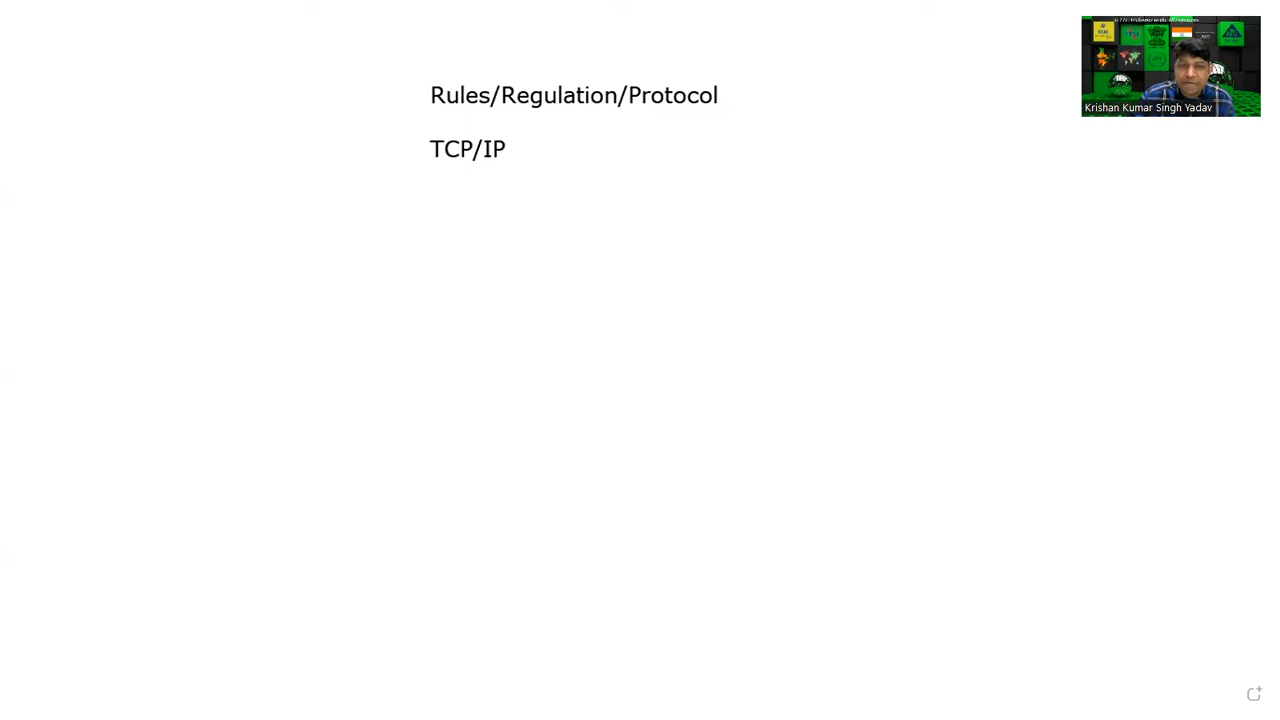 Rules/Regulation/Protocol
TCP/IP
Krishan Kumar Singh Yadav